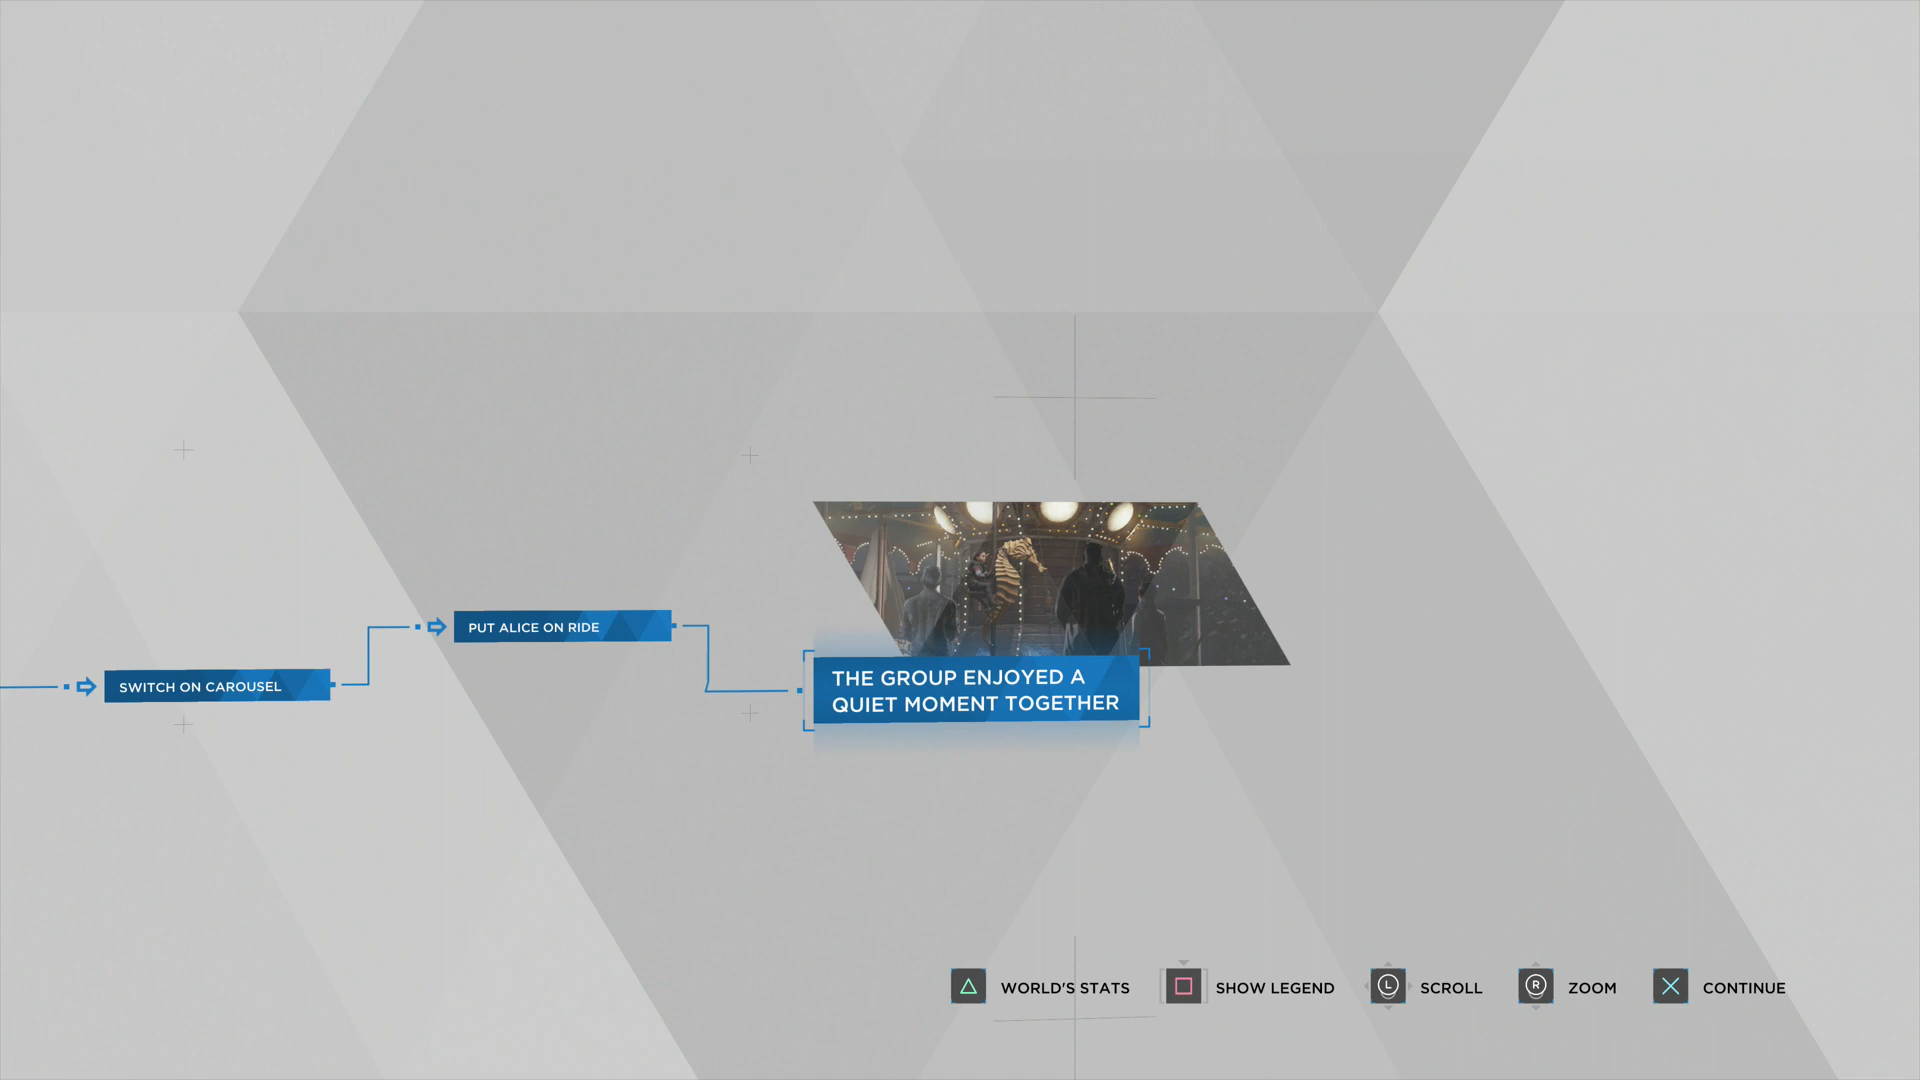 PUT ALICE ON RIDE
SWITCH ON CAROUSEL
THE GROUP ENJOYED A
QUIET MOMENT TOGETHER
WORLD'S STATS
SHOW LEGEND
L
SCROLL
R
ZOOM
CONTINUE